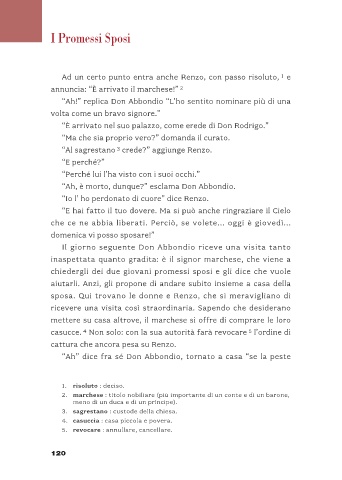 I Promessi Sposi
Ad un certo punto entra anche Renzo, con passo risoluto, 1 e
annuncia: “È arrivato il marchese!” 2
“Ah!” replica Don Abbondio “L’ho sentito nominare più di una
volta come un bravo signore.”
“È arrivato nel suo palazzo, come erede di Don Rodrigo.”
“Ma che sia proprio vero?” domanda il curato.
“Al sagrestano 3 crede?” aggiunge Renzo.
“E perché?”
“Perché lui l’ha visto con i suoi occhi.”
“Ah, è morto, dunque?” esclama Don Abbondio.
“Io l’ ho perdonato di cuore” dice Renzo.
“E hai fatto il tuo dovere. Ma si può anche ringraziare il Cielo
che ce ne abbia liberati. Perciò, se volete... oggi è giovedì...
domenica vi posso sposare!”
Il giorno seguente Don Abbondio riceve una visita tanto
inaspettata quanto gradita: è il signor marchese, che viene a
chiedergli dei due giovani promessi sposi e gli dice che vuole
aiutarli. Anzi, gli propone di andare subito insieme a casa della
sposa. Qui trovano le donne e Renzo, che si meravigliano di
ricevere una visita così straordinaria. Sapendo che desiderano
mettere su casa altrove, il marchese si offre di comprare le loro
casucce. 4 Non solo: con la sua autorità farà revocare 5 l’ordine di
cattura che ancora pesa su Renzo.
“Ah” dice fra sé Don Abbondio, tornato a casa “se la peste
1. risoluto : deciso.
2. marchese : titolo nobiliare (più importante di un conte e di un barone,
meno di un duca e di un principe).
3. sagrestano : custode della chiesa.
4. casuccia : casa piccola e povera.
5. revocare : annullare, cancellare.
120